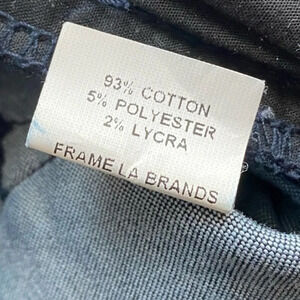 93% COTTON
5% POLYESTER
2% LYCRA
FRAME LA BRANDS